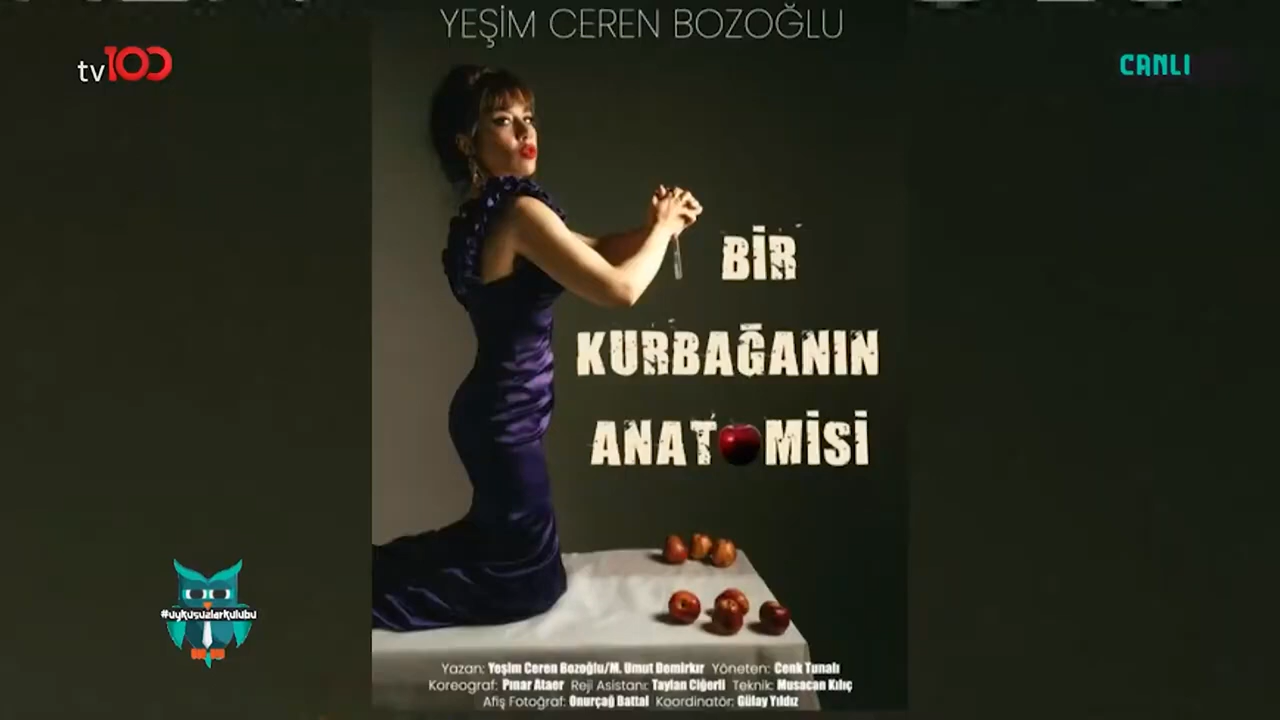 YEŞİM CEREN BOZOĞLU
tv100
CANLI
BİR
KURBAĞANIN
ANATOMİSİ
#uykusuzlarkulubu
Yazan: Yeşim Ceren Bozoğlu/M. Umut Demirkır Yöneten: Cenk Tunalı
Koreograf: Pınar Ataer Reji Asistanı: Taylan Ciğerli Teknik: Musacan Kılıç
Afiş Fotoğraf: Onurçağ Battal Koordinatör: Gülay Yıldız